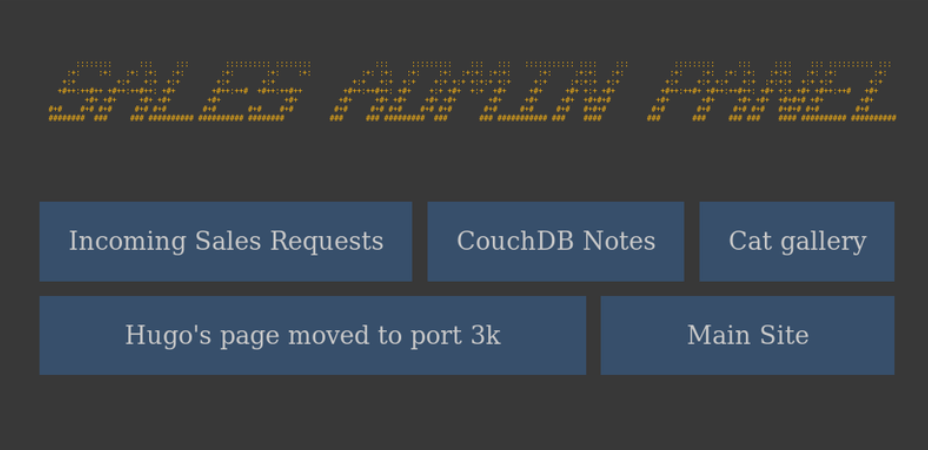 SALES ADMIN PANEL
Incoming Sales Requests
CouchDB Notes
Cat gallery
Hugo's page moved to port 3k
Main Site